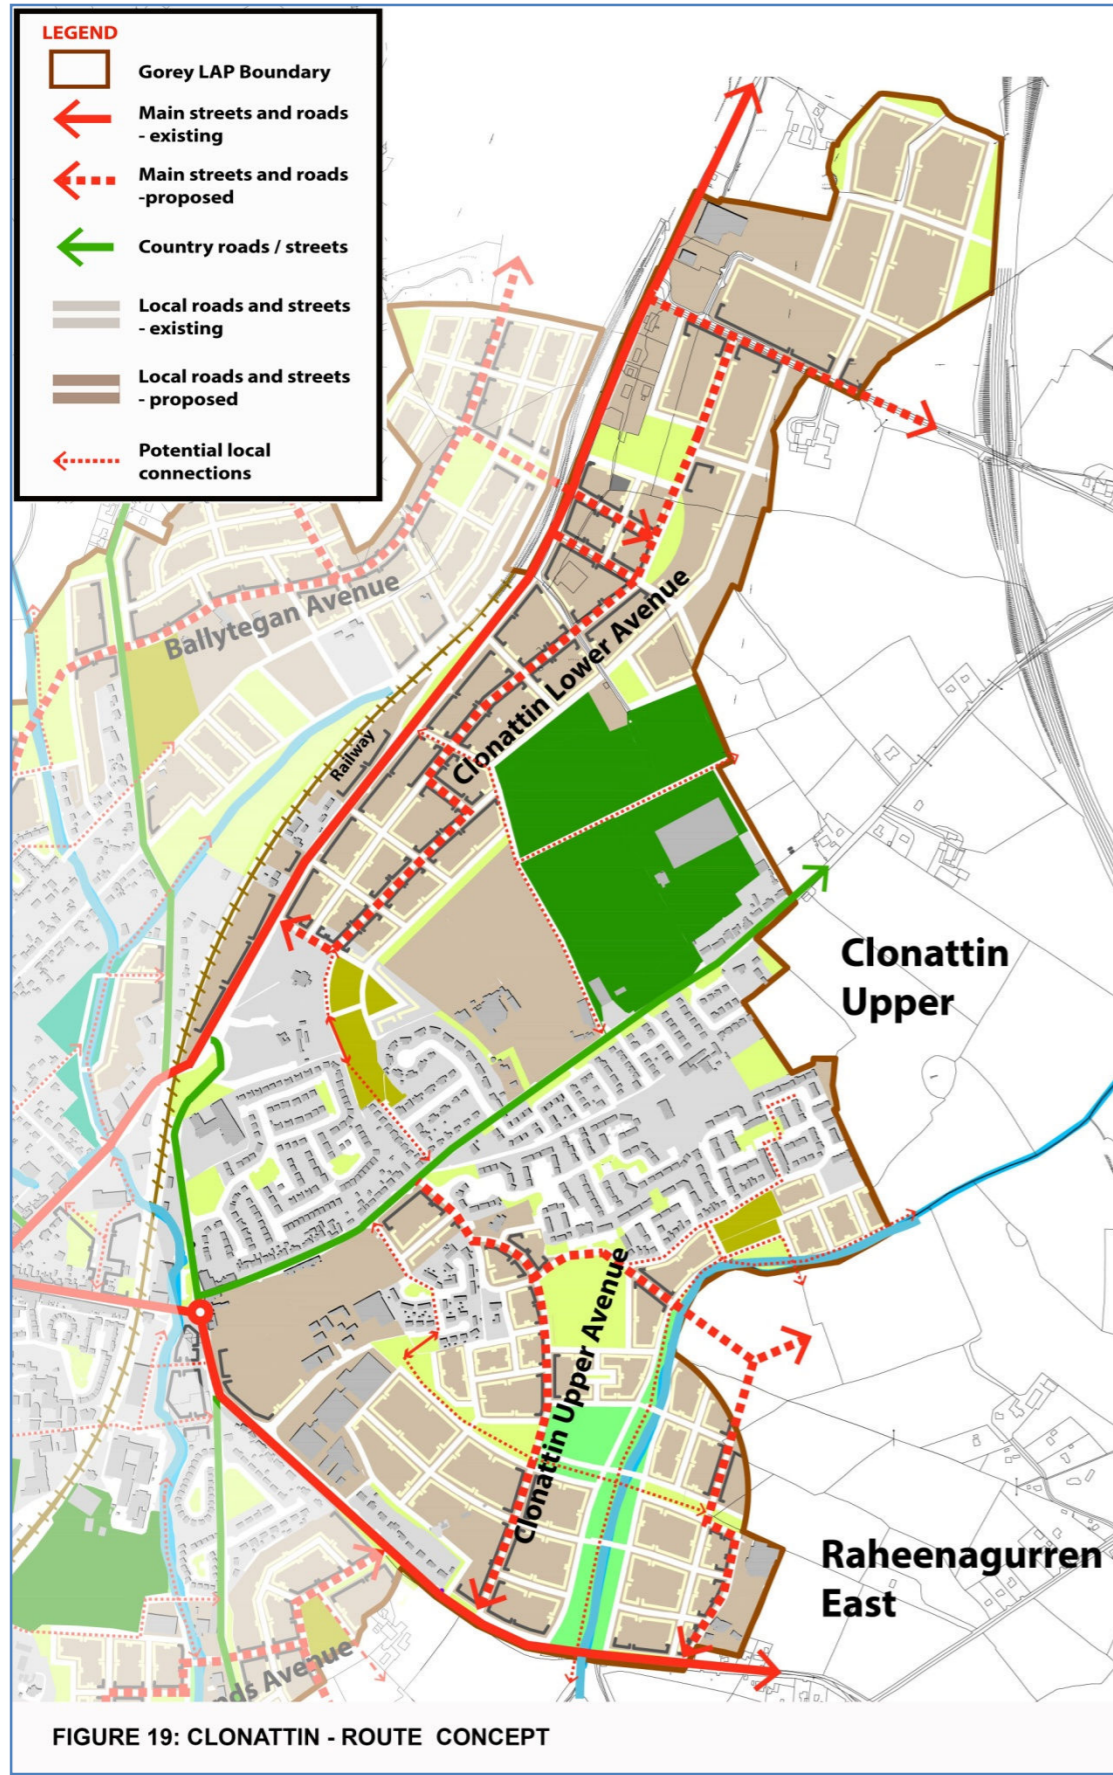 LEGEND
Gorey LAP Boundary
Main streets and roads
- existing
Main streets and roads
-proposed
Country roads / streets
Local roads and streets
- existing
Local roads and streets
- proposed
Potential local
connections
Ballytegan Avenue
Clonattin Lower Avenue
Railway
Clonattin
Upper
Clonattin Upper Avenue
Raheenagurren
East
nds Avenue
FIGURE 19: CLONATTIN - ROUTE CONCEPT